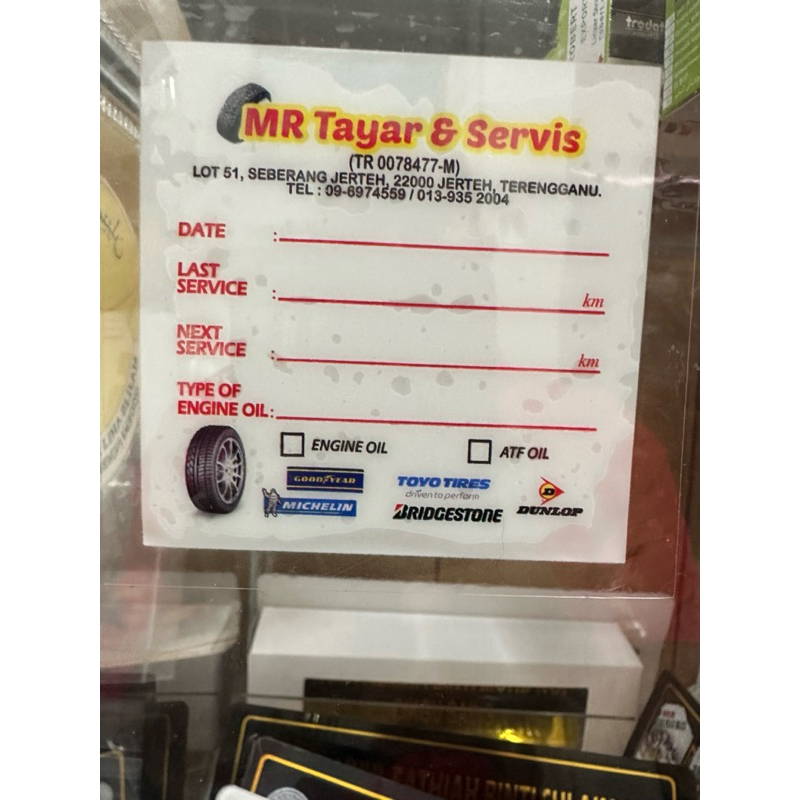 MR Tayar & Servis
(TR 0078477-M)
LOT 51, SEBERANG JERTEH, 22000 JERTEH, TERENGGANU.
TEL : 09-6974559 / 013-935 2004
DATE :
LAST SERVICE : km
NEXT SERVICE : km
TYPE OF ENGINE OIL :
ENGINE OIL ATF OIL
GOODYEAR
TOYO TIRES
driven to perform
MICHELIN
BRIDGESTONE
D
DUNLOP
trodat